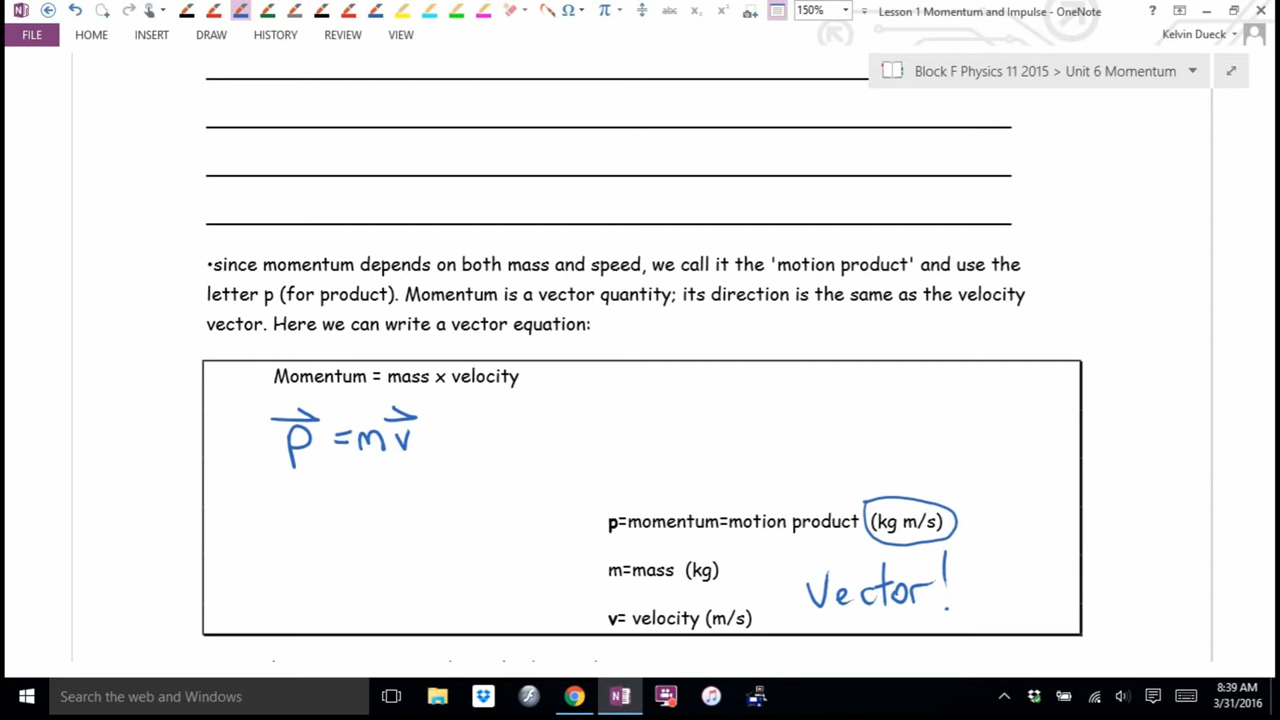 150%
Lesson 1 Momentum and Impulse - OneNote
?
FILE HOME INSERT DRAW HISTORY REVIEW VIEW
Kelvin Dueck
Block F Physics 11 2015 > Unit 6 Momentum
•since momentum depends on both mass and speed, we call it the 'motion product' and use the
letter p (for product). Momentum is a vector quantity; its direction is the same as the velocity
vector. Here we can write a vector equation:
Momentum = mass x velocity
p⃗ = m v⃗
p=momentum=motion product (kg m/s)
m=mass (kg)
Vector!
v= velocity (m/s)
Search the web and Windows
8:39 AM
3/31/2016